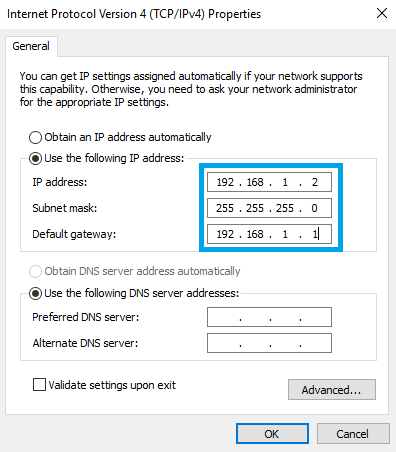 Internet Protocol Version 4 (TCP/IPv4) Properties
General
You can get IP settings assigned automatically if your network supports
this capability. Otherwise, you need to ask your network administrator
for the appropriate IP settings.
Obtain an IP address automatically
Use the following IP address:
IP address: 192 . 168 . 1 . 2
Subnet mask: 255 . 255 . 255 . 0
Default gateway: 192 . 168 . 1 . 1
Obtain DNS server address automatically
Use the following DNS server addresses:
Preferred DNS server: . . .
Alternate DNS server: . . .
Validate settings upon exit
Advanced...
OK Cancel